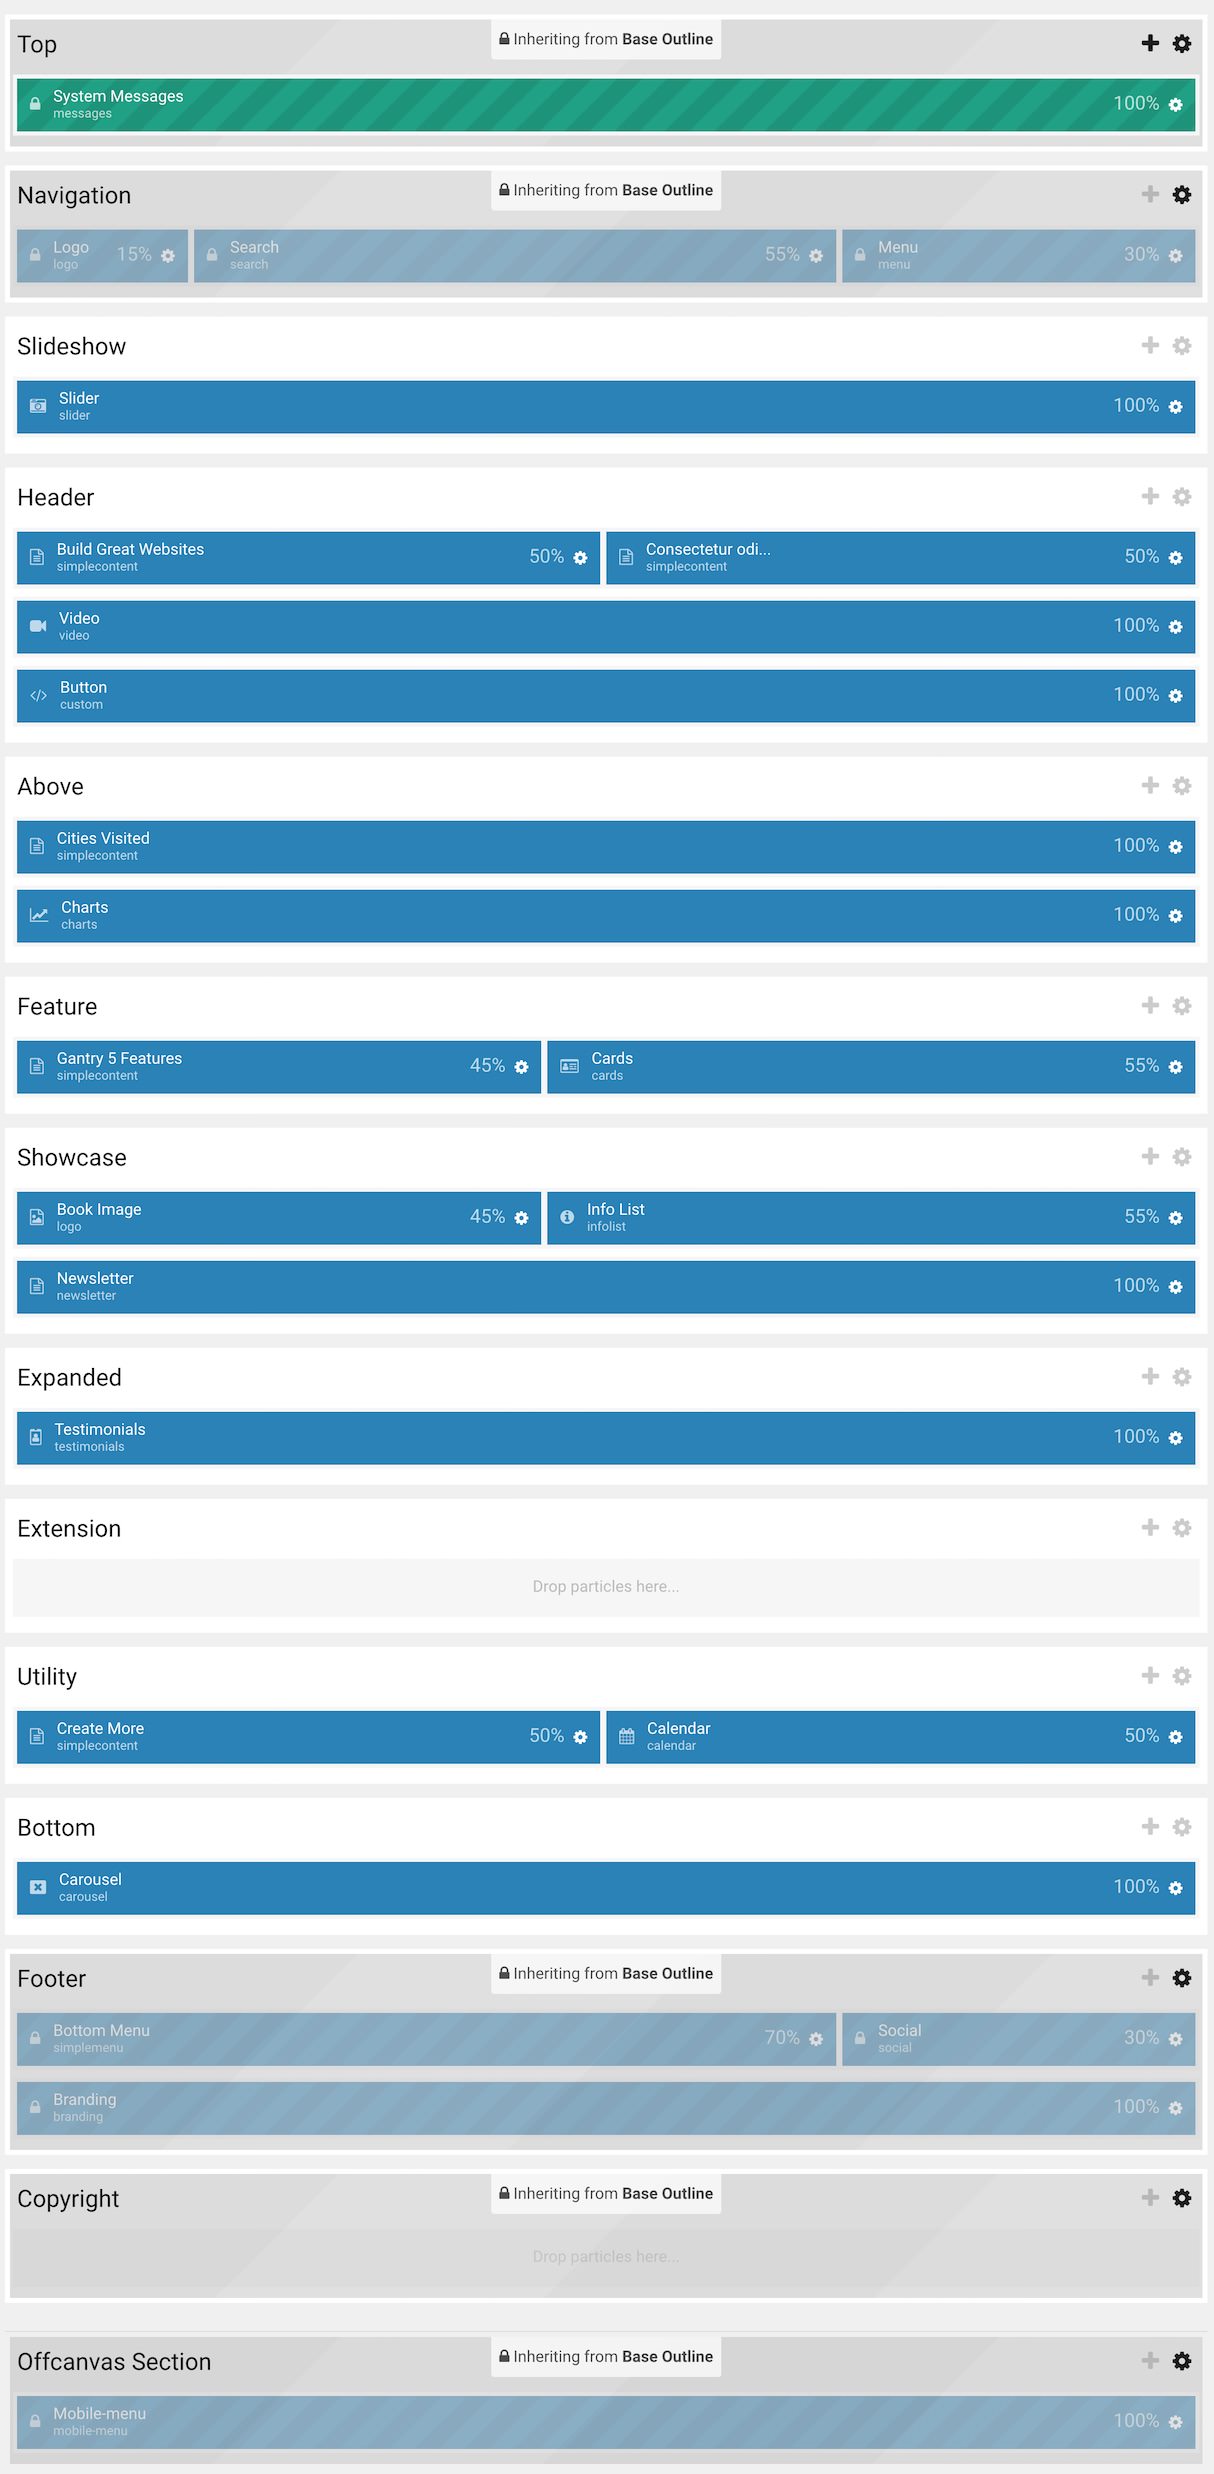 Top
Inheriting from Base Outline
System Messages
messages
100%
Navigation
Inheriting from Base Outline
Logo
logo
15%
Search
search
55%
Menu
menu
30%
Slideshow
Slider
slider
100%
Header
Build Great Websites
simplecontent
50%
Consectetur odi...
simplecontent
50%
Video
video
100%
Button
custom
100%
Above
Cities Visited
simplecontent
100%
Charts
charts
100%
Feature
Gantry 5 Features
simplecontent
45%
Cards
cards
55%
Showcase
Book Image
logo
45%
Info List
infolist
55%
Newsletter
newsletter
100%
Expanded
Testimonials
testimonials
100%
Extension
Drop particles here...
Utility
Create More
simplecontent
50%
Calendar
calendar
50%
Bottom
Carousel
carousel
100%
Footer
Inheriting from Base Outline
Bottom Menu
simplemenu
70%
Social
social
30%
Branding
branding
100%
Copyright
Inheriting from Base Outline
Drop particles here...
Offcanvas Section
Inheriting from Base Outline
Mobile-menu
mobile-menu
100%